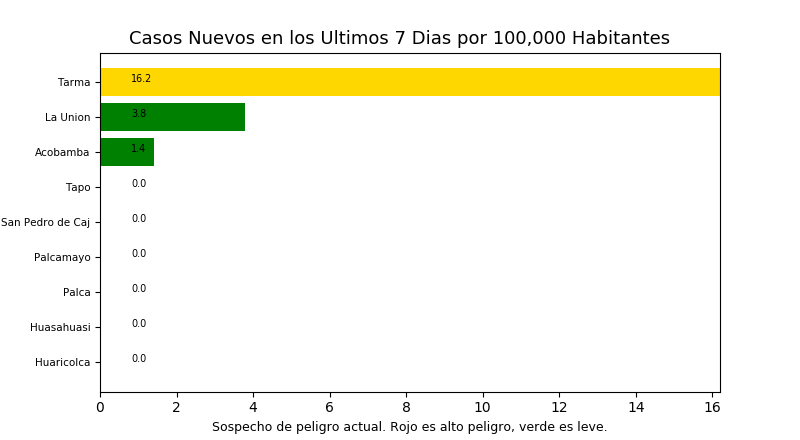 Casos Nuevos en los Ultimos 7 Dias por 100,000 Habitantes
Tarma 16.2
La Union 3.8
Acobamba 1.4
Tapo 0.0
San Pedro de Caj 0.0
Palcamayo 0.0
Palca 0.0
Huasahuasi 0.0
Huaricolca 0.0
0 2 4 6 8 10 12 14 16
Sospecho de peligro actual. Rojo es alto peligro, verde es leve.